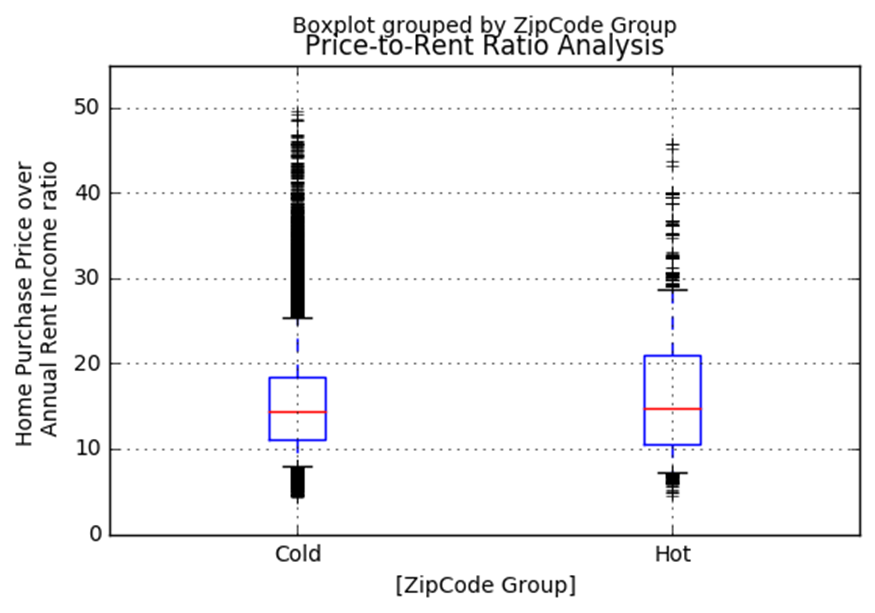 Boxplot grouped by ZipCode Group
Price-to-Rent Ratio Analysis
Home Purchase Price over
Annual Rent Income ratio
50
40
30
20
10
0
Cold
Hot
[ZipCode Group]